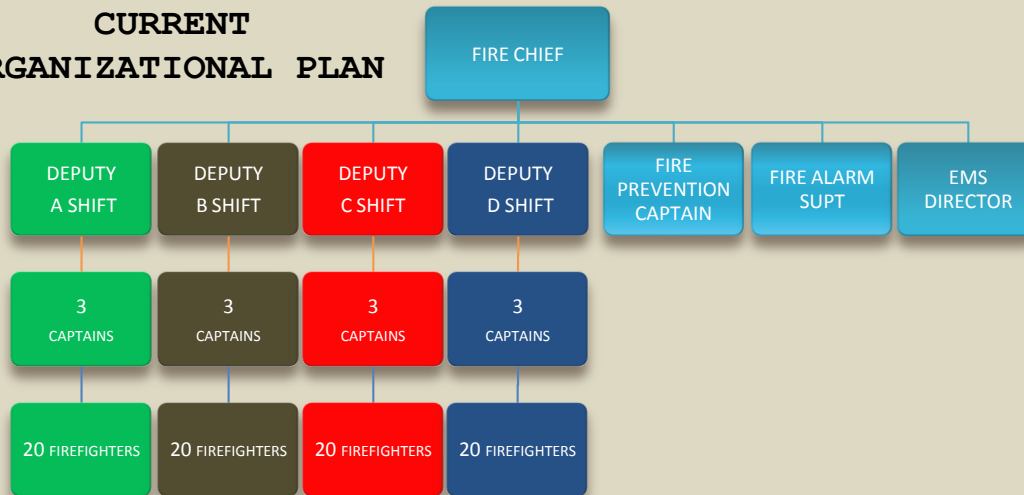 CURRENT
RGANIZATIONAL PLAN
FIRE CHIEF
DEPUTY
A SHIFT
DEPUTY
B SHIFT
DEPUTY
C SHIFT
DEPUTY
D SHIFT
FIRE
PREVENTION
CAPTAIN
FIRE ALARM
SUPT
EMS
DIRECTOR
3
CAPTAINS
3
CAPTAINS
3
CAPTAINS
3
CAPTAINS
20 FIREFIGHTERS
20 FIREFIGHTERS
20 FIREFIGHTERS
20 FIREFIGHTERS